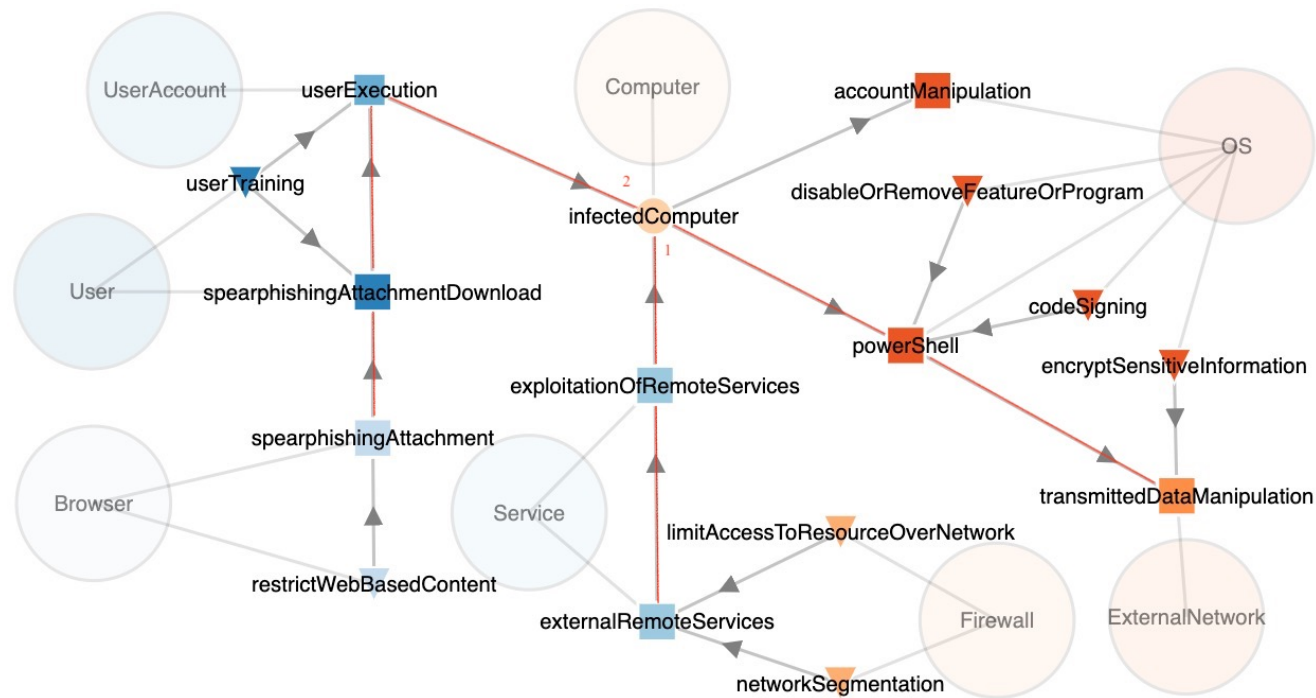 UserAccount
userExecution
Computer
accountManipulation
OS
userTraining
2
disableOrRemoveFeatureOrProgram
infectedComputer
1
User
spearphishingAttachmentDownload
codeSigning
powerShell
encryptSensitiveInformation
exploitationOfRemoteServices
spearphishingAttachment
transmittedDataManipulation
Browser
Service
limitAccessToResourceOverNetwork
restrictWebBasedContent
externalRemoteServices
Firewall
ExternalNetwork
networkSegmentation